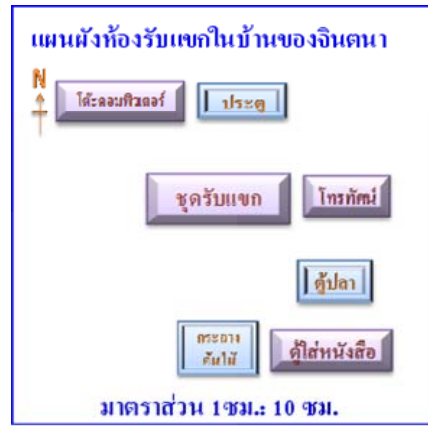 แผนผังห้องรับแขกในบ้านของจินตนา
N
โต๊ะคอมพิวเตอร์
ประตู
ชุดรับแขก
โทรทัศน์
ตู้ปลา
กระถาง
ต้นไม้
ตู้ใส่หนังสือ
มาตราส่วน 1ซม.: 10 ซม.